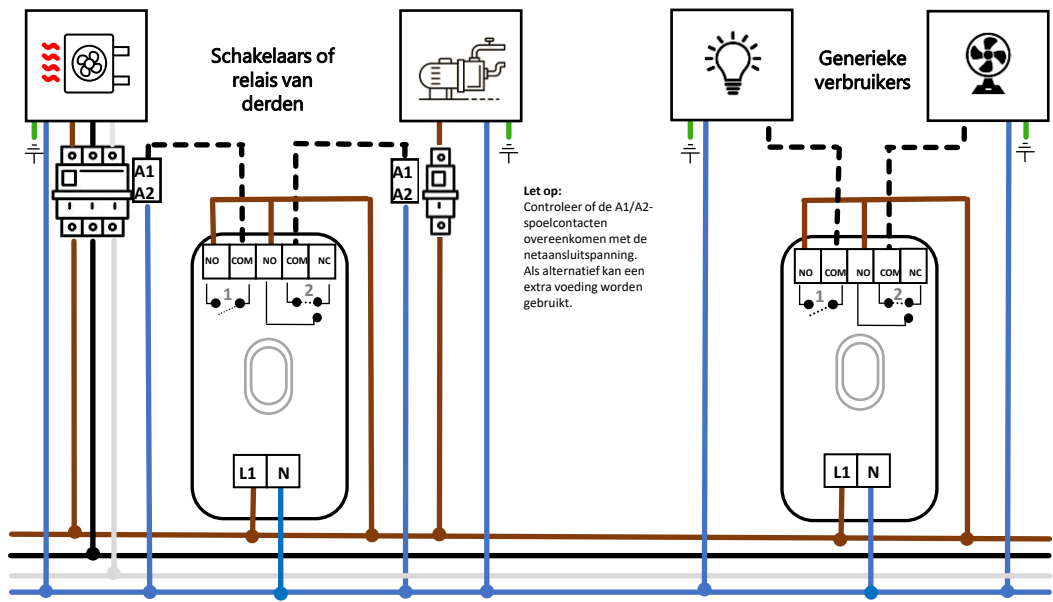 Schakelaars of
relais van
derden
Generieke
verbruikers
A1
A2
A1
A2
Let op:
Controleer of de A1/A2-
spoelcontacten
overeenkomen met de
netaansluitspanning.
Als alternatief kan een
extra voeding worden
gebruikt.
NO COM NO COM NC
1 2
L1 N
NO COM NO COM NC
1 2
L1 N